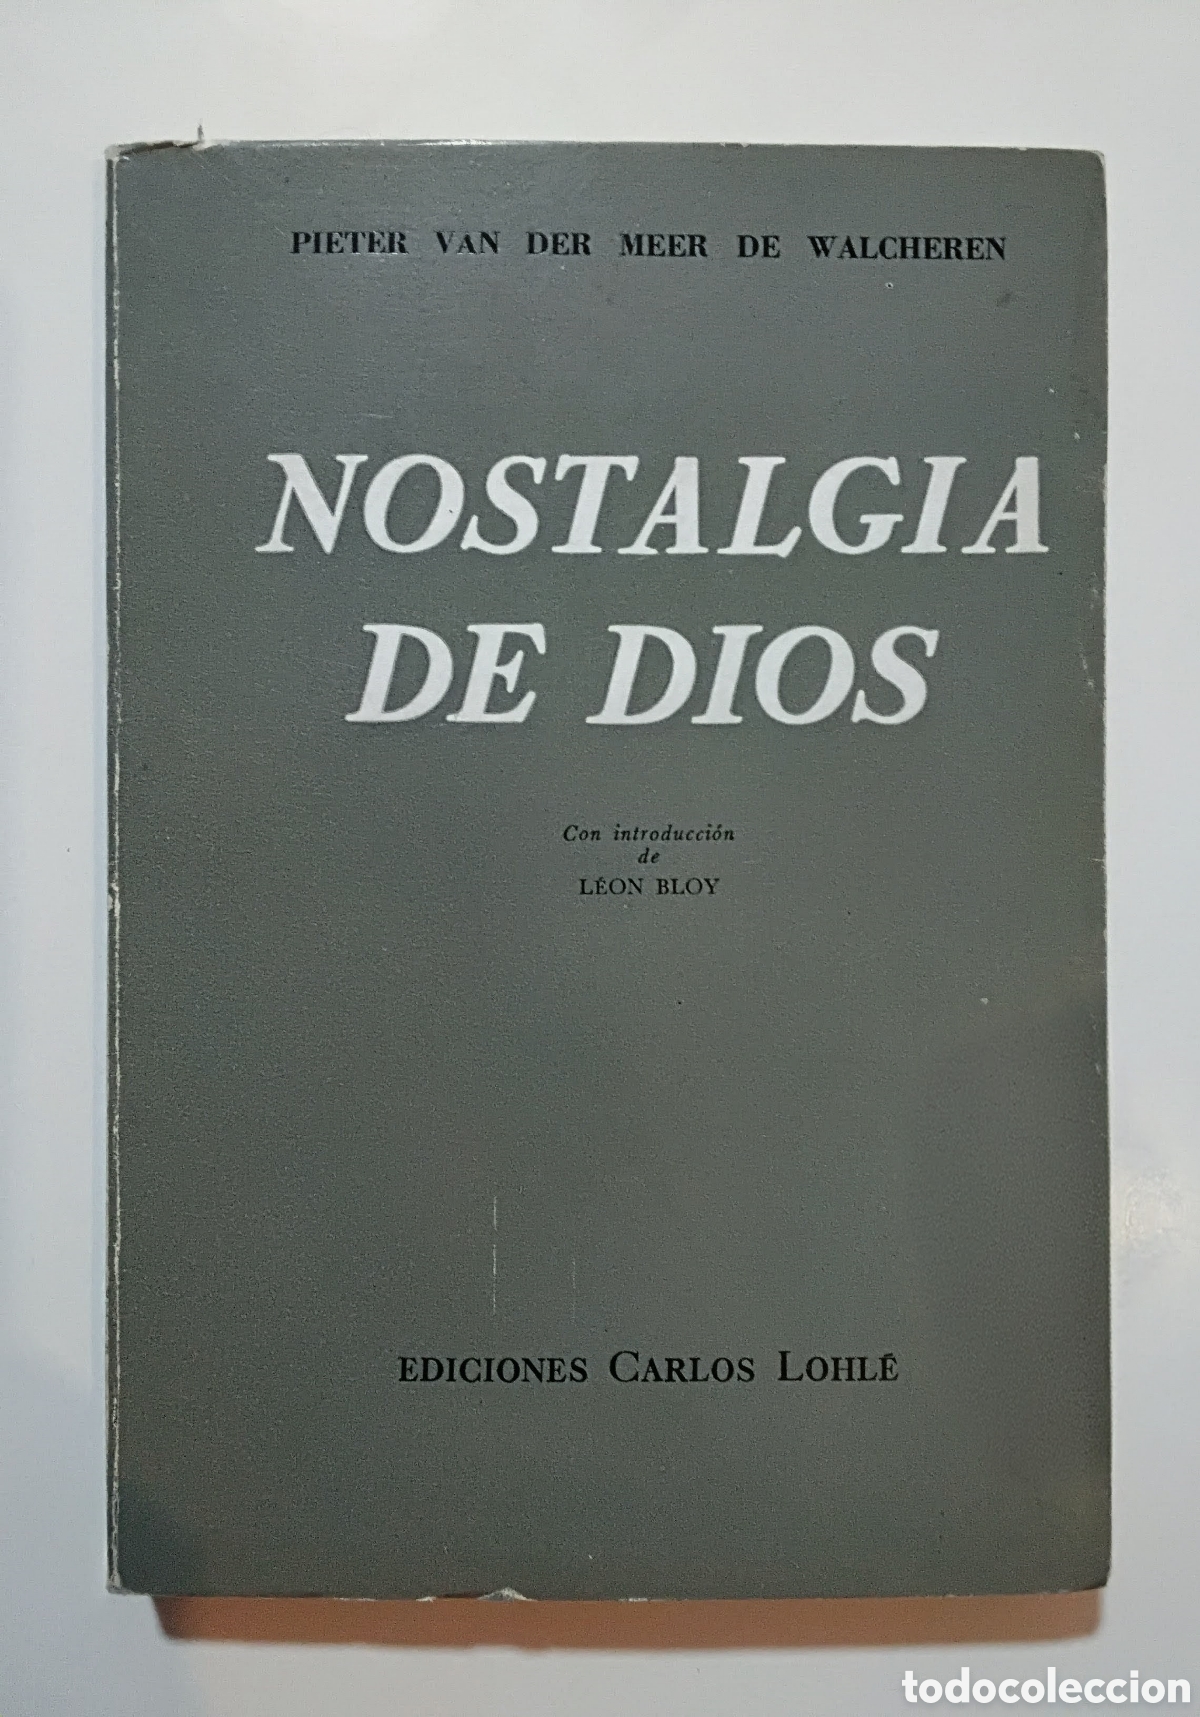 PIETER VAN DER MEER DE WALCHEREN
NOSTALGIA
DE DIOS
Con introducción
de
LÉON BLOY
EDICIONES CARLOS LOHLÉ
todocoleccion